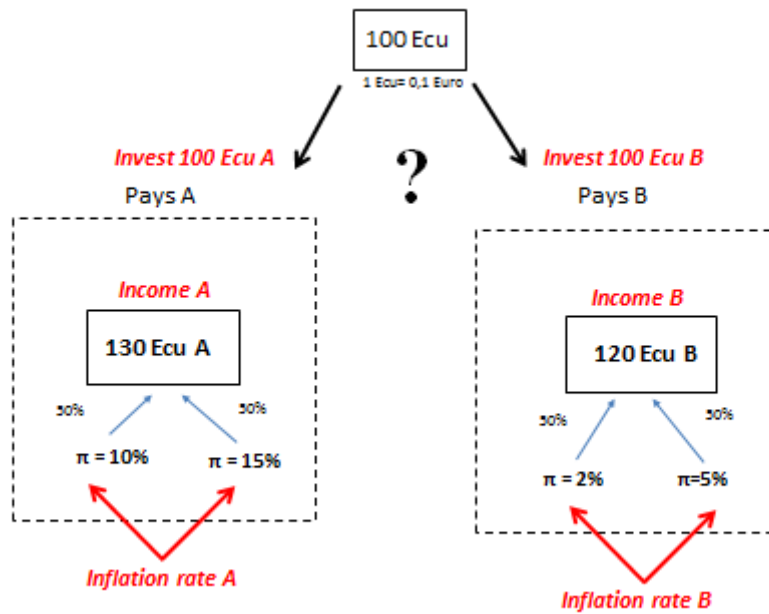 100 Ecu
1 Ecu= 0,1 Euro
Invest 100 Ecu A
?
Invest 100 Ecu B
Pays A
Pays B
Income A
130 Ecu A
50%
50%
π = 10%
π = 15%
Inflation rate A
Income B
120 Ecu B
50%
50%
π = 2%
π=5%
Inflation rate B